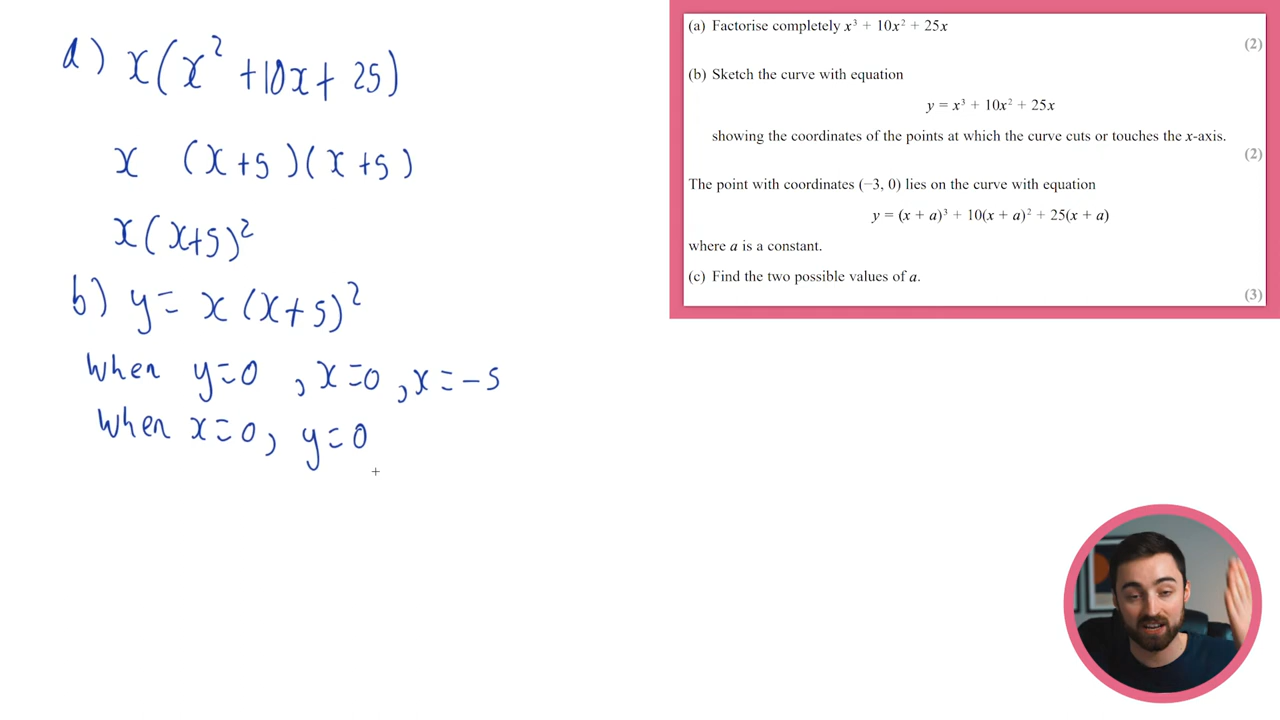 a) x(x² +10x + 25)
x (x+5)(x+5)
x(x+5)²
b) y= x(x+5)²
When y=0 , x=0 , x=-5
When x=0, y=0
(a) Factorise completely x³ + 10x² + 25x
(2)
(b) Sketch the curve with equation
y = x³ + 10x² + 25x
showing the coordinates of the points at which the curve cuts or touches the x-axis.
(2)
The point with coordinates (−3, 0) lies on the curve with equation
y = (x + a)³ + 10(x + a)² + 25(x + a)
where a is a constant.
(c) Find the two possible values of a.
(3)